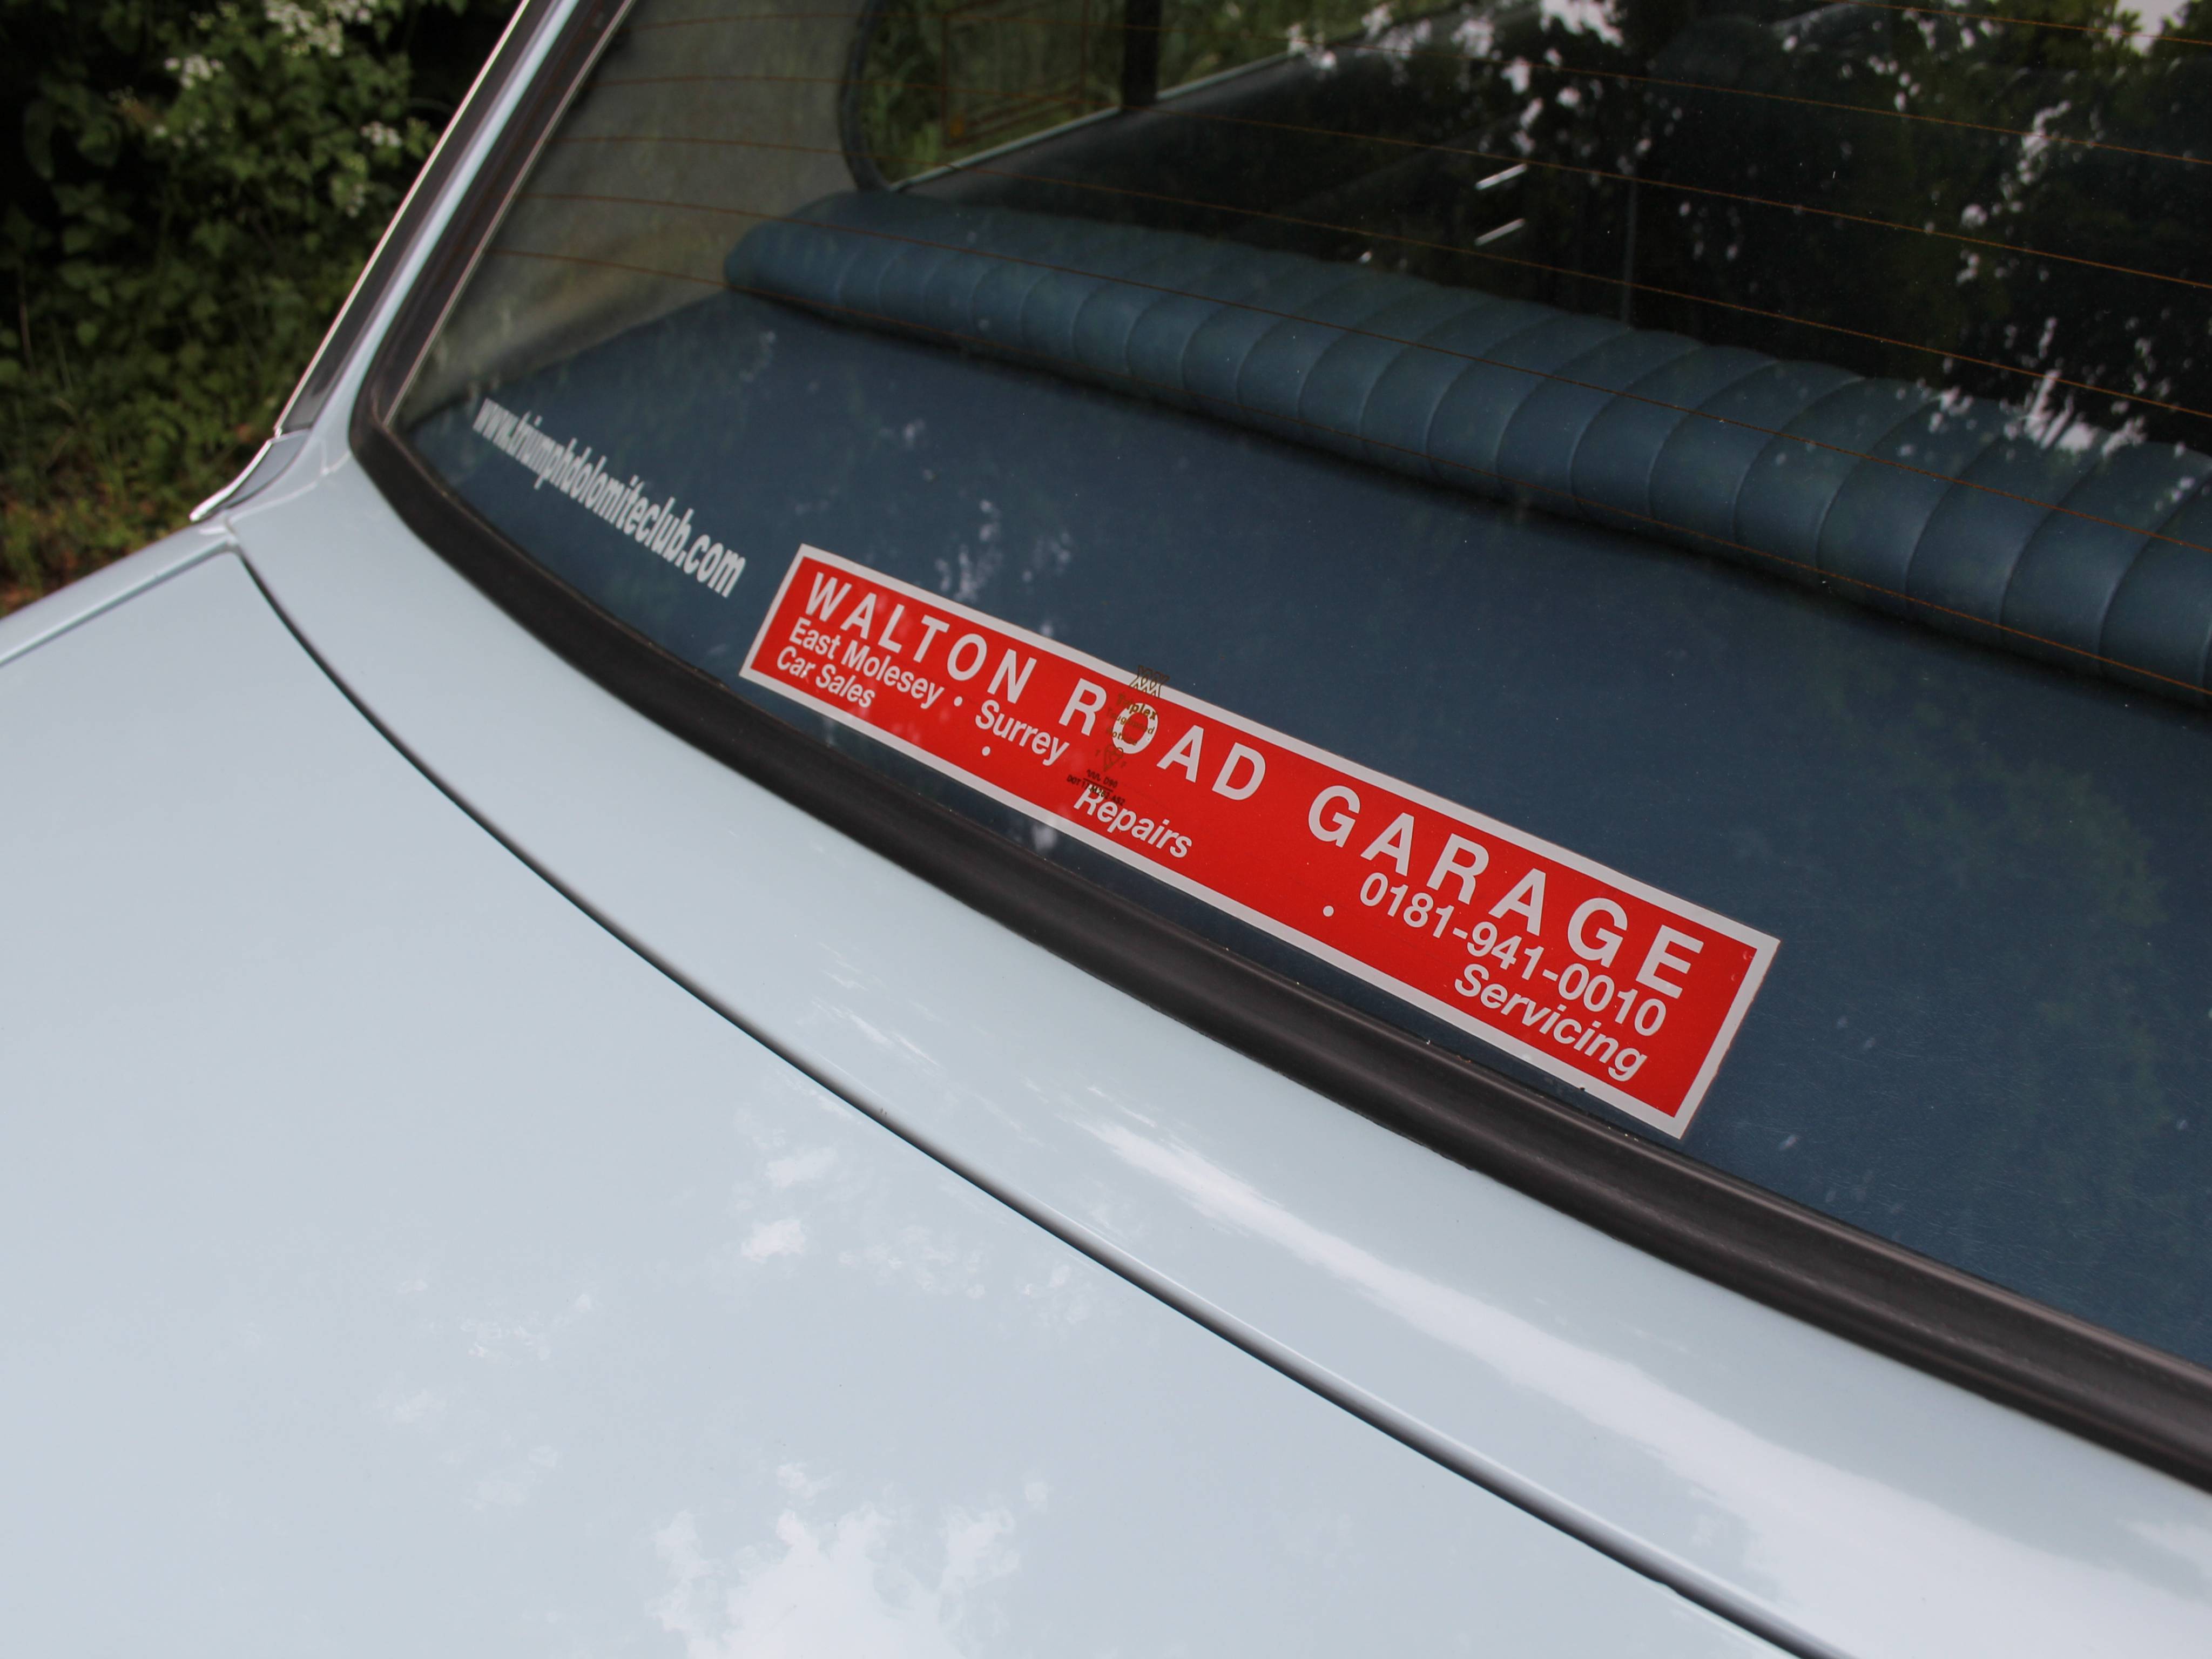 www.triumphdolomiteclub.com
WALTON ROAD GARAGE
East Molesey • Surrey 0181-941-0010
Car Sales • Repairs • Servicing